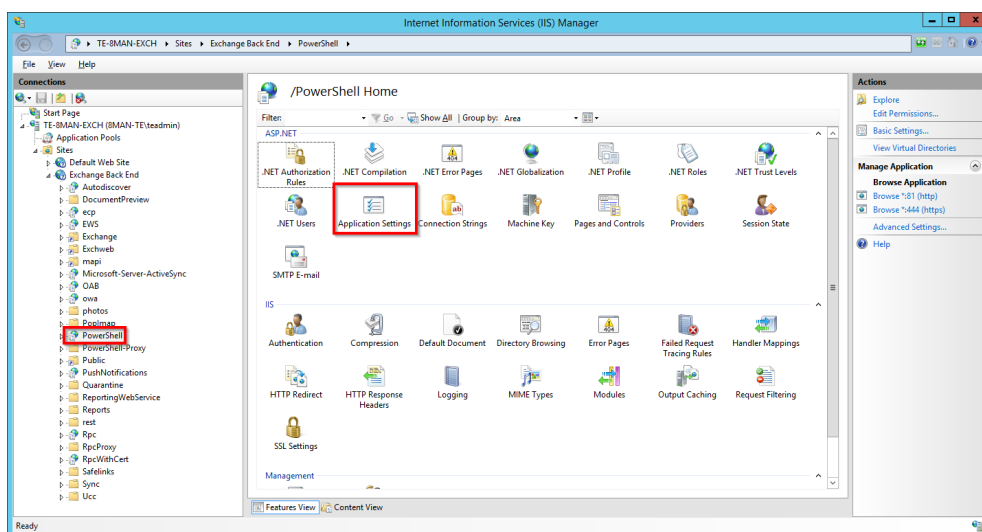 Internet Information Services (IIS) Manager
TE-8MAN-EXCH ▸ Sites ▸ Exchange Back End ▸ PowerShell ▸
File View Help
Connections
Start Page
TE-8MAN-EXCH (8MAN-TE\teadmin)
Application Pools
Sites
Default Web Site
Exchange Back End
Autodiscover
DocumentPreview
ecp
EWS
Exchange
Exchweb
mapi
Microsoft-Server-ActiveSync
OAB
owa
photos
PopImap
PowerShell
PowerShell-Proxy
Public
PushNotifications
Quarantine
ReportingWebService
Reports
rest
Rpc
RpcProxy
RpcWithCert
Safelinks
Sync
Ucc
/PowerShell Home
Filter: Go Show All Group by: Area
ASP.NET
.NET Authorization Rules
.NET Compilation
.NET Error Pages
.NET Globalization
.NET Profile
.NET Roles
.NET Trust Levels
.NET Users
Application Settings
Connection Strings
Machine Key
Pages and Controls
Providers
Session State
SMTP E-mail
IIS
Authentication
Compression
Default Document
Directory Browsing
Error Pages
Failed Request Tracing Rules
Handler Mappings
HTTP Redirect
HTTP Response Headers
Logging
MIME Types
Modules
Output Caching
Request Filtering
SSL Settings
Management
Features View Content View
Actions
Explore
Edit Permissions...
Basic Settings...
View Virtual Directories
Manage Application
Browse Application
Browse *:81 (http)
Browse *:444 (https)
Advanced Settings...
Help
Ready